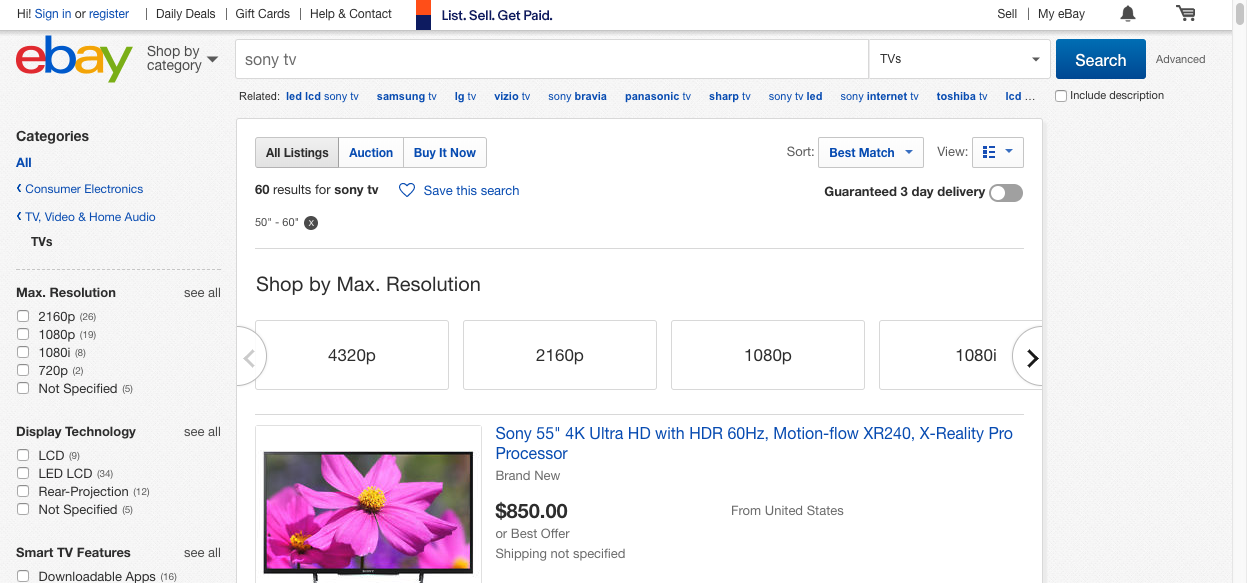 Hi! Sign in or register | Daily Deals | Gift Cards | Help & Contact
List. Sell. Get Paid.
Sell | My eBay
ebay
Shop by
category
sony tv
TVs
Search
Advanced
Related: led lcd sony tv samsung tv lg tv vizio tv sony bravia panasonic tv sharp tv sony tv led sony internet tv toshiba tv lcd ...
Include description
Categories
All
Consumer Electronics
TV, Video & Home Audio
TVs
Max. Resolution see all
2160p (26)
1080p (19)
1080i (8)
720p (2)
Not Specified (5)
Display Technology see all
LCD (9)
LED LCD (34)
Rear-Projection (12)
Not Specified (5)
Smart TV Features see all
Downloadable Apps (16)
All Listings Auction Buy It Now
Sort: Best Match View:
60 results for sony tv Save this search
Guaranteed 3 day delivery
50" - 60" X
Shop by Max. Resolution
4320p 2160p 1080p 1080i
Sony 55" 4K Ultra HD with HDR 60Hz, Motion-flow XR240, X-Reality Pro
Processor
Brand New
$850.00 From United States
or Best Offer
Shipping not specified
SONY